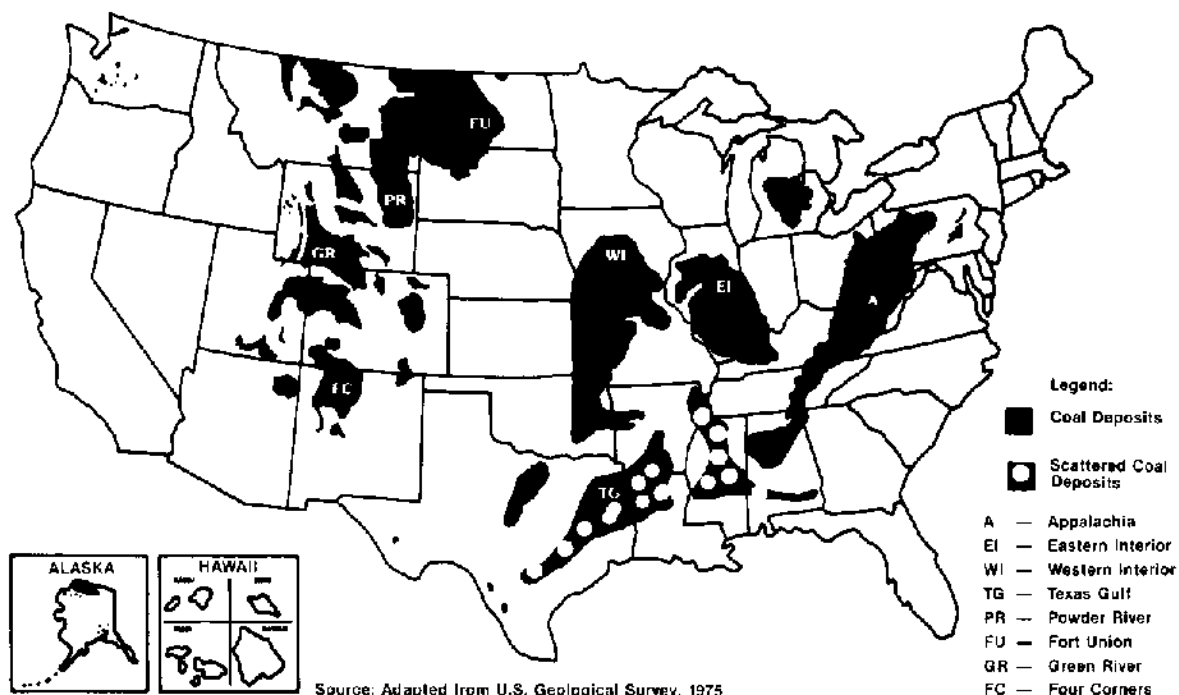 FU
PR
GR
WI
EI
A
FC
TG
Legend:
Coal Deposits
Scattered Coal
Deposits
A — Appalachia
EI — Eastern Interior
WI — Western Interior
TG — Texas Gulf
PR — Powder River
FU — Fort Union
GR — Green River
FC — Four Corners
ALASKA
HAWAII
Source: Adapted from U.S. Geological Survey, 1975